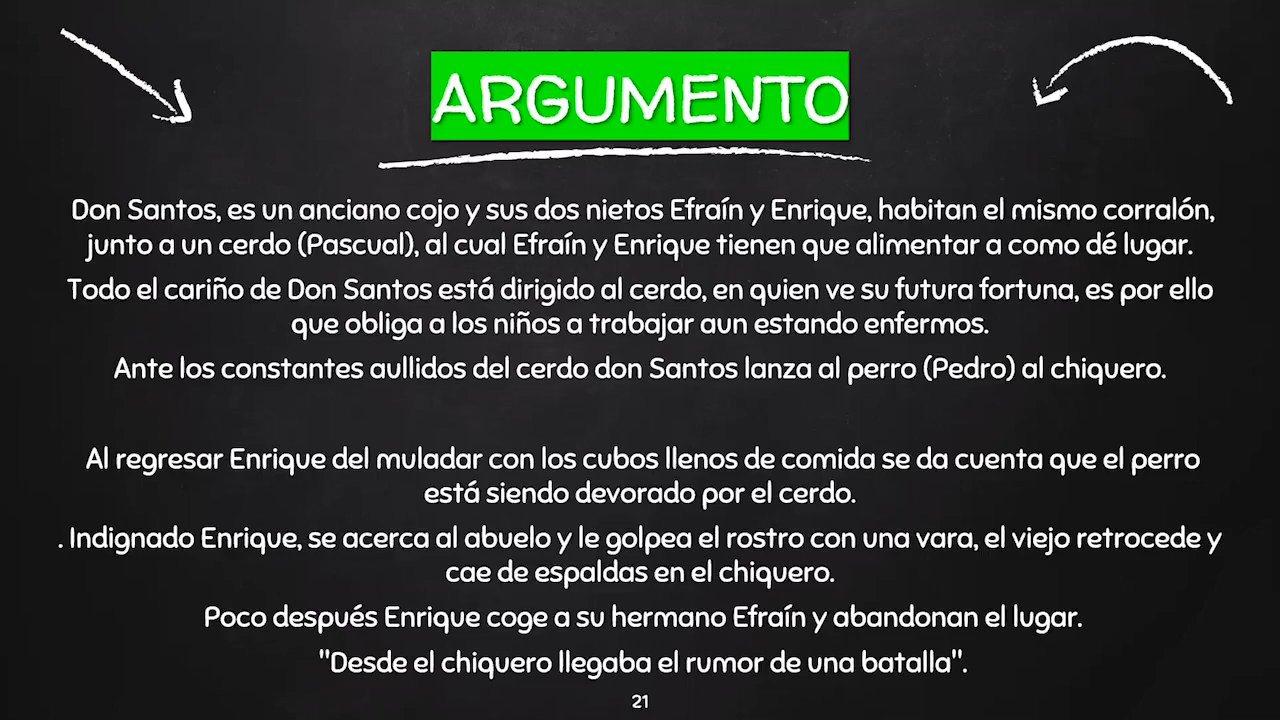 ARGUMENTO
Don Santos, es un anciano cojo y sus dos nietos Efraín y Enrique, habitan el mismo corralón,
junto a un cerdo (Pascual), al cual Efraín y Enrique tienen que alimentar a como dé lugar.
Todo el cariño de Don Santos está dirigido al cerdo, en quien ve su futura fortuna, es por ello
que obliga a los niños a trabajar aun estando enfermos.
Ante los constantes aullidos del cerdo don Santos lanza al perro (Pedro) al chiquero.
Al regresar Enrique del muladar con los cubos llenos de comida se da cuenta que el perro
está siendo devorado por el cerdo.
. Indignado Enrique, se acerca al abuelo y le golpea el rostro con una vara, el viejo retrocede y
cae de espaldas en el chiquero.
Poco después Enrique coge a su hermano Efraín y abandonan el lugar.
"Desde el chiquero llegaba el rumor de una batalla".
21